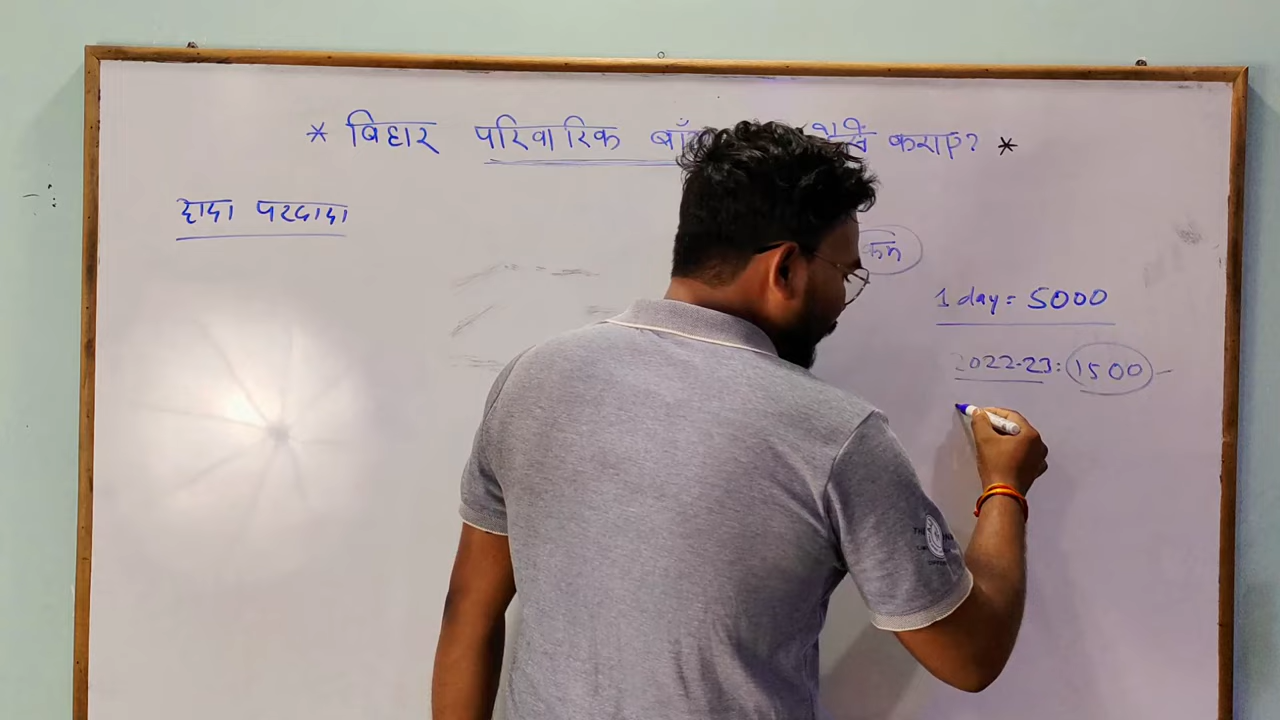 * बिहार परिवारिक कराए? *
दादा परदादा
1 day = 5000
2022-23: 1500 -